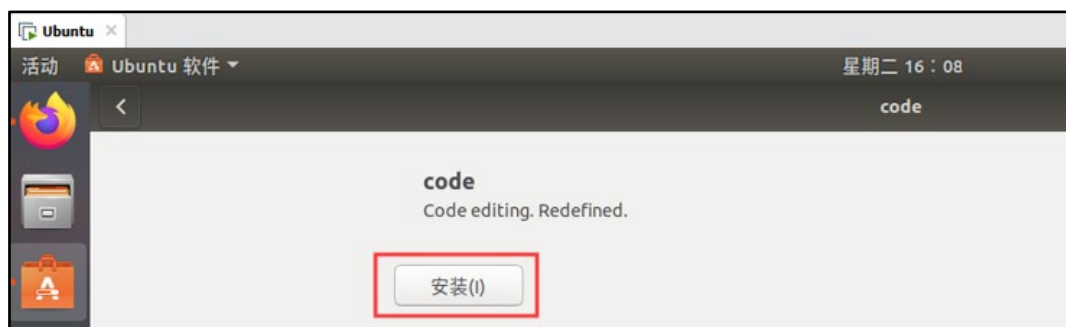 Ubuntu
活动 Ubuntu 软件 星期二 16：08
code
code
Code editing. Redefined.
安装(I)